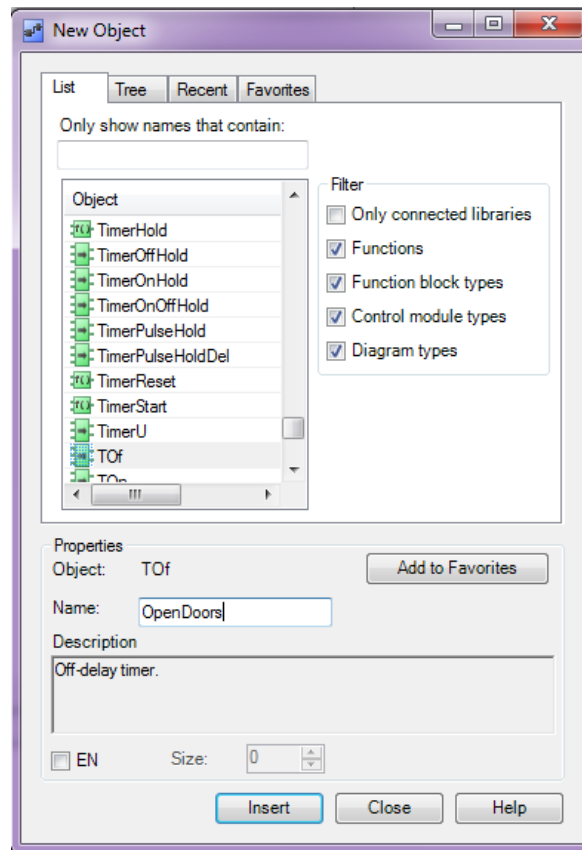 New Object
List Tree Recent Favorites
Only show names that contain:
Object
TimerHold
TimerOffHold
TimerOnHold
TimerOnOffHold
TimerPulseHold
TimerPulseHoldDel
TimerReset
TimerStart
TimerU
TOf
TOn
Filter
Only connected libraries
Functions
Function block types
Control module types
Diagram types
Properties
Object: TOf
Add to Favorites
Name: OpenDoors
Description
Off-delay timer.
EN Size: 0
Insert Close Help